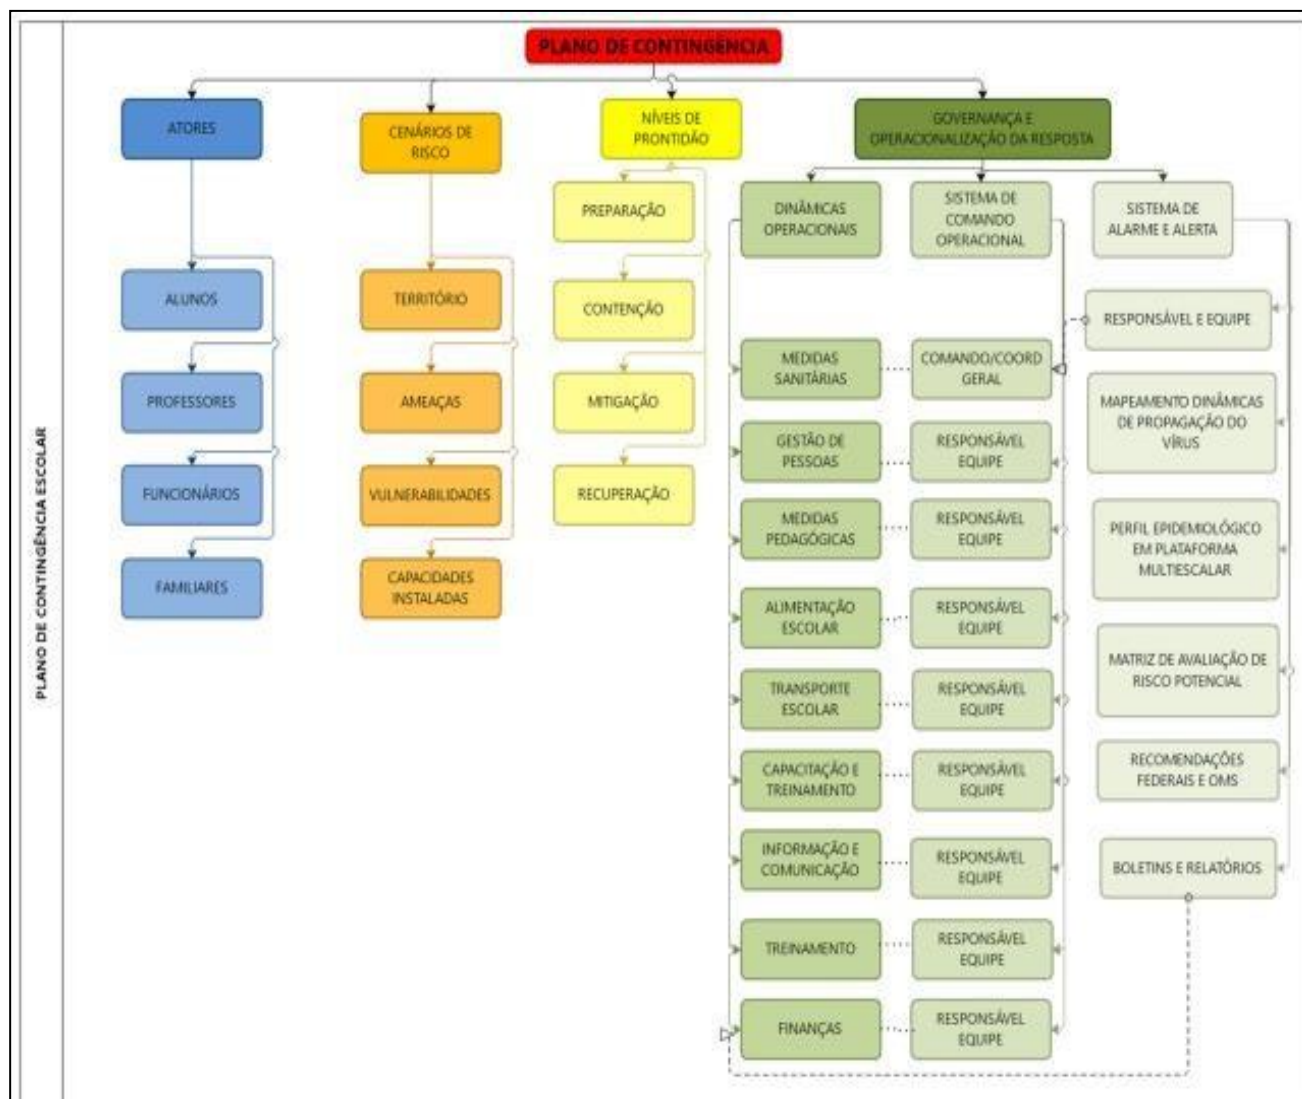 PLANO DE CONTINGÊNCIA ESCOLAR
PLANO DE CONTINGÊNCIA
ATORES
ALUNOS
PROFESSORES
FUNCIONÁRIOS
FAMILIARES
CENÁRIOS DE
RISCO
TERRITÓRIO
AMEAÇAS
VULNERABILIDADES
CAPACIDADES
INSTALADAS
NÍVEIS DE
PRONTIDÃO
PREPARAÇÃO
CONTENÇÃO
MITIGAÇÃO
RECUPERAÇÃO
GOVERNANÇA E
OPERACIONALIZAÇÃO DA RESPOSTA
DINÂMICAS
OPERACIONAIS
MEDIDAS
SANITÁRIAS
GESTÃO DE
PESSOAS
MEDIDAS
PEDAGÓGICAS
ALIMENTAÇÃO
ESCOLAR
TRANSPORTE
ESCOLAR
CAPACITAÇÃO E
TREINAMENTO
INFORMAÇÃO E
COMUNICAÇÃO
TREINAMENTO
FINANÇAS
SISTEMA DE
COMANDO
OPERACIONAL
COMANDO/COORD
GERAL
RESPONSÁVEL
EQUIPE
RESPONSÁVEL
EQUIPE
RESPONSÁVEL
EQUIPE
RESPONSÁVEL
EQUIPE
RESPONSÁVEL
EQUIPE
RESPONSÁVEL
EQUIPE
RESPONSÁVEL
EQUIPE
RESPONSÁVEL
EQUIPE
SISTEMA DE
ALARME E ALERTA
RESPONSÁVEL E EQUIPE
MAPEAMENTO DINÂMICAS
DE PROPAGAÇÃO DO
VÍRUS
PERFIL EPIDEMIOLÓGICO
EM PLATAFORMA
MULTIESCALAR
MATRIZ DE AVALIAÇÃO DE
RISCO POTENCIAL
RECOMENDAÇÕES
FEDERAIS E OMS
BOLETINS E RELATÓRIOS